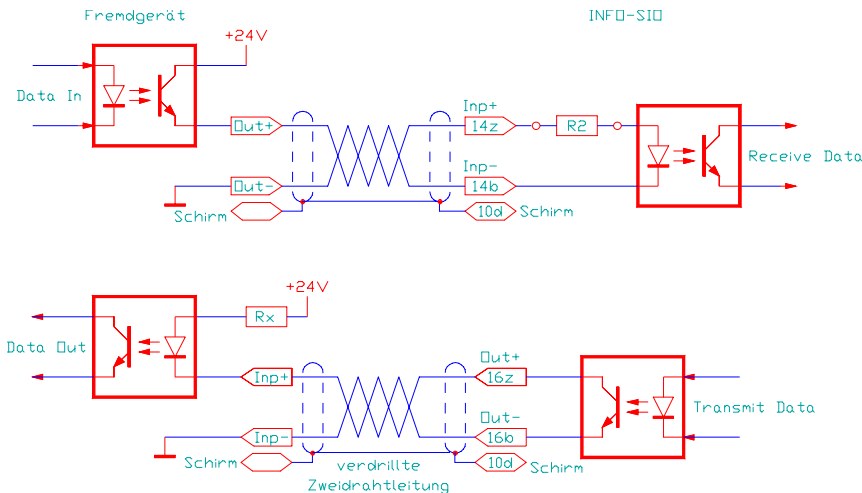 Fremdgerät
INFO-SIO
+24V
Data In
Out+
Inp+
14z
R2
Receive Data
Out-
Inp-
14b
Schirm
10d
Schirm
+24V
Rx
Data Out
Inp+
Out+
16z
Transmit Data
Inp-
Out-
16b
Schirm
verdrillte
Zweidrahtleitung
10d
Schirm